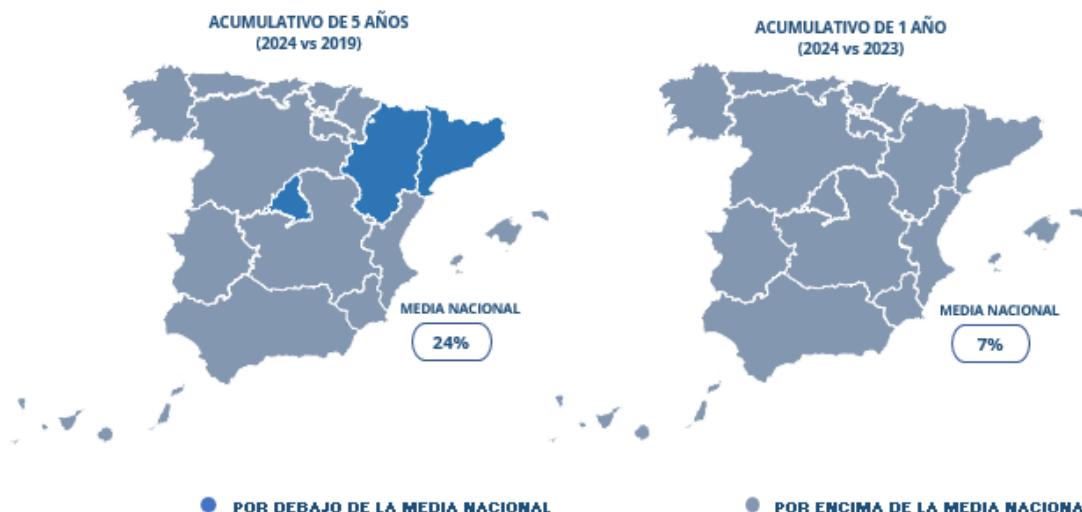 ACUMULATIVO DE 5 AÑOS
(2024 vs 2019)
ACUMULATIVO DE 1 AÑO
(2024 vs 2023)
MEDIA NACIONAL
24%
MEDIA NACIONAL
7%
POR DEBAJO DE LA MEDIA NACIONAL
POR ENCIMA DE LA MEDIA NACIONA